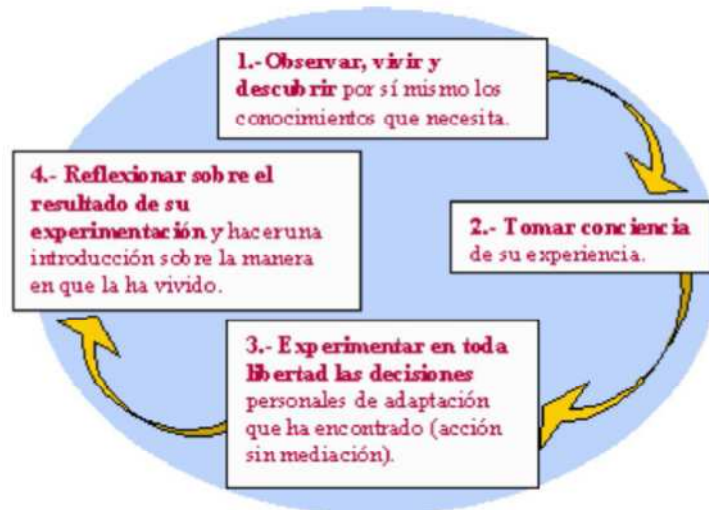 1.- Observar, vivir y
descubrir por sí mismo los
conocimientos que necesita.
2.- Tomar conciencia
de su experiencia.
3.- Experimentar en toda
libertad las decisiones
personales de adaptación
que ha encontrado (acción
sin mediación).
4.- Reflexionar sobre el
resultado de su
experimentación y haceruna
introducción sobre la manera
en que la ha vivido.